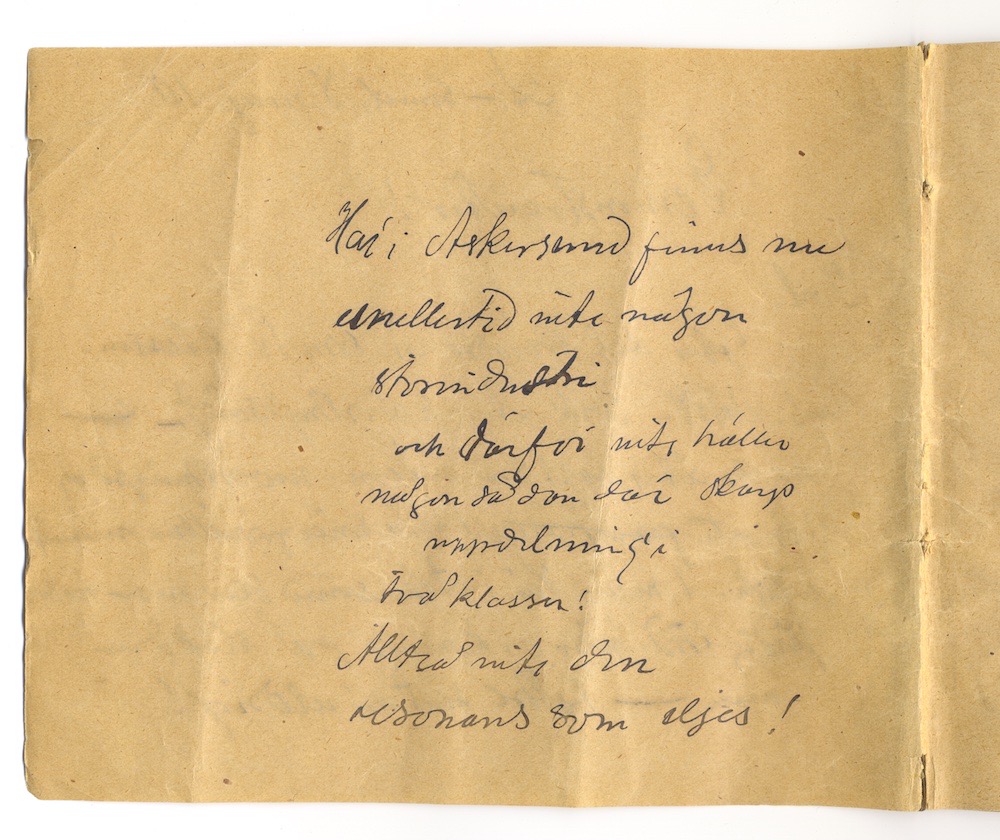 Här i Askersund finns nu
emellertid inte någon
storindustri
och därför inte heller
någon sådan där skarp
uppdelning i
två klasser!
Alltså inte den
resonans som eljes!